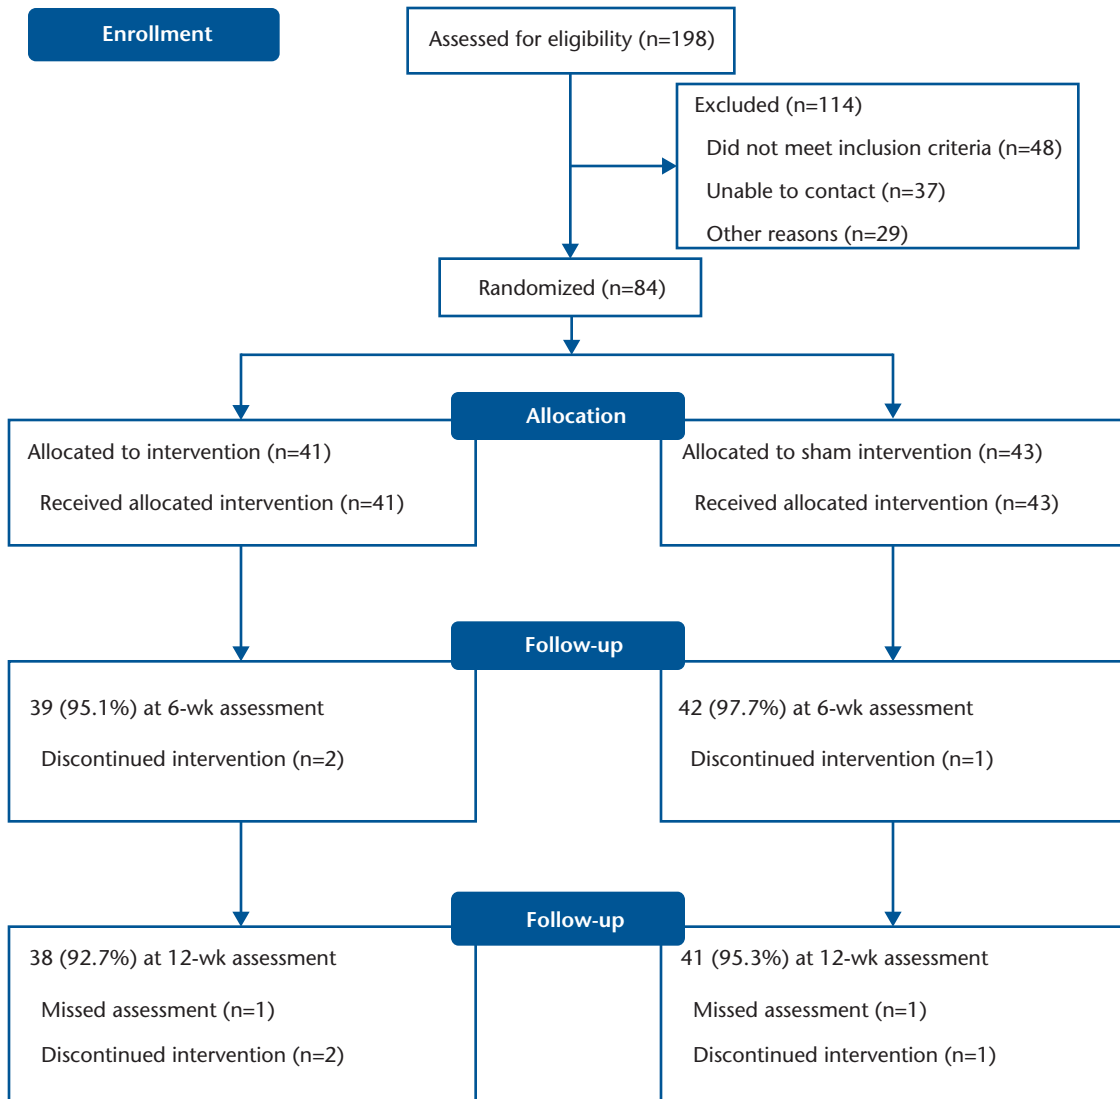 Enrollment
Assessed for eligibility (n=198)
Excluded (n=114)
Did not meet inclusion criteria (n=48)
Unable to contact (n=37)
Other reasons (n=29)
Randomized (n=84)
Allocation
Allocated to intervention (n=41)
Received allocated intervention (n=41)
Allocated to sham intervention (n=43)
Received allocated intervention (n=43)
Follow-up
39 (95.1%) at 6-wk assessment
Discontinued intervention (n=2)
42 (97.7%) at 6-wk assessment
Discontinued intervention (n=1)
Follow-up
38 (92.7%) at 12-wk assessment
Missed assessment (n=1)
Discontinued intervention (n=2)
41 (95.3%) at 12-wk assessment
Missed assessment (n=1)
Discontinued intervention (n=1)